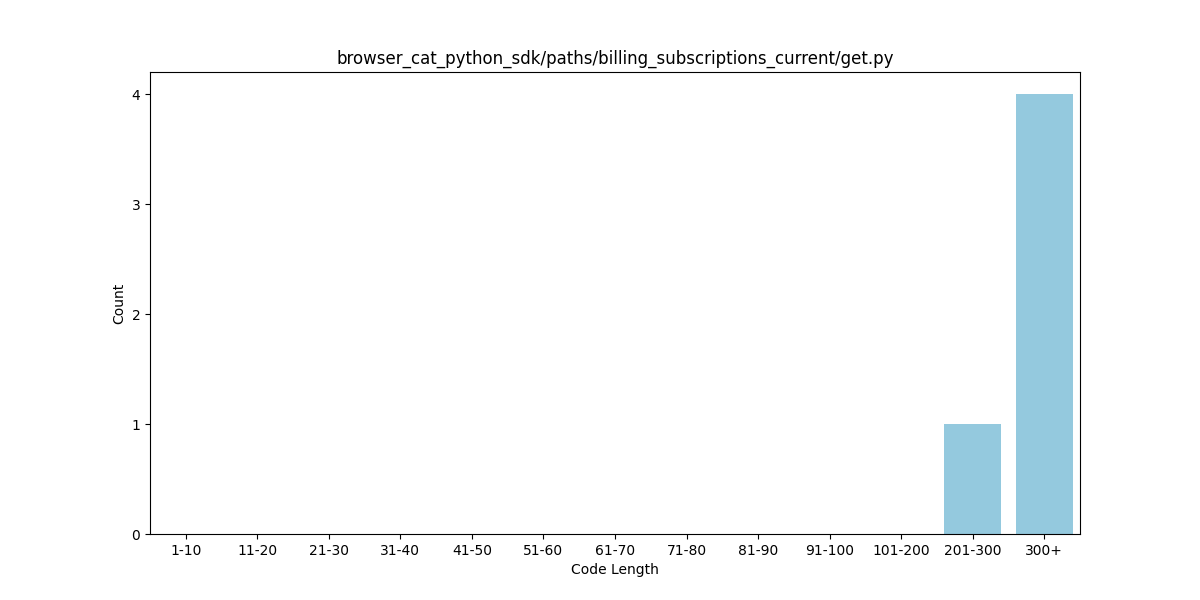 browser_cat_python_sdk/paths/billing_subscriptions_current/get.py
Count
4
3
2
1
0
1-10 11-20 21-30 31-40 41-50 51-60 61-70 71-80 81-90 91-100 101-200 201-300 300+
Code Length